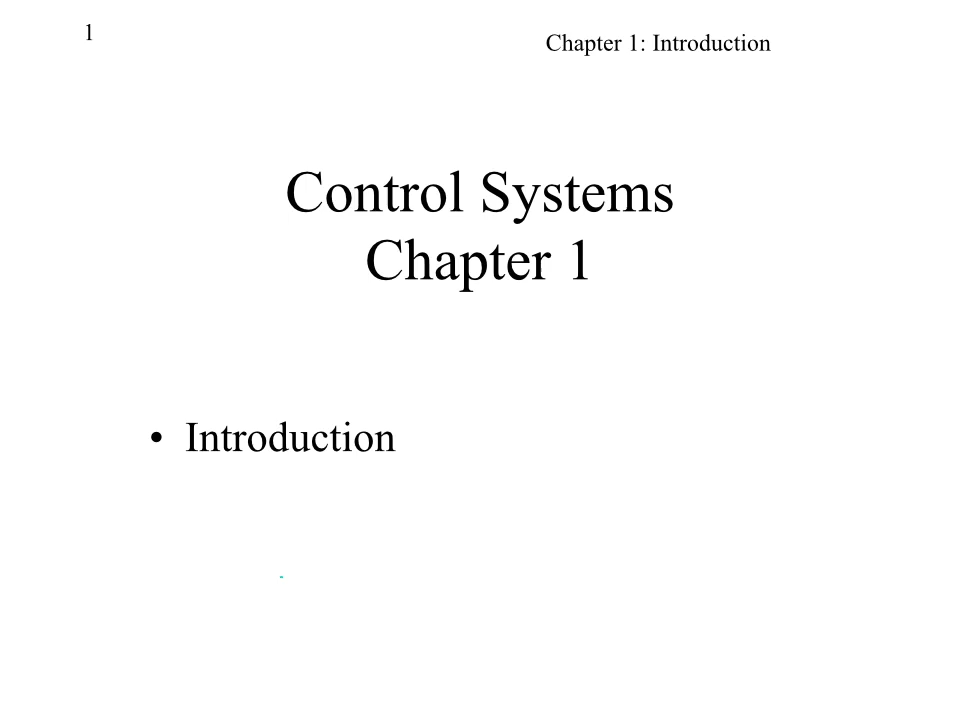 1
Chapter 1: Introduction
Control Systems
Chapter 1
• Introduction